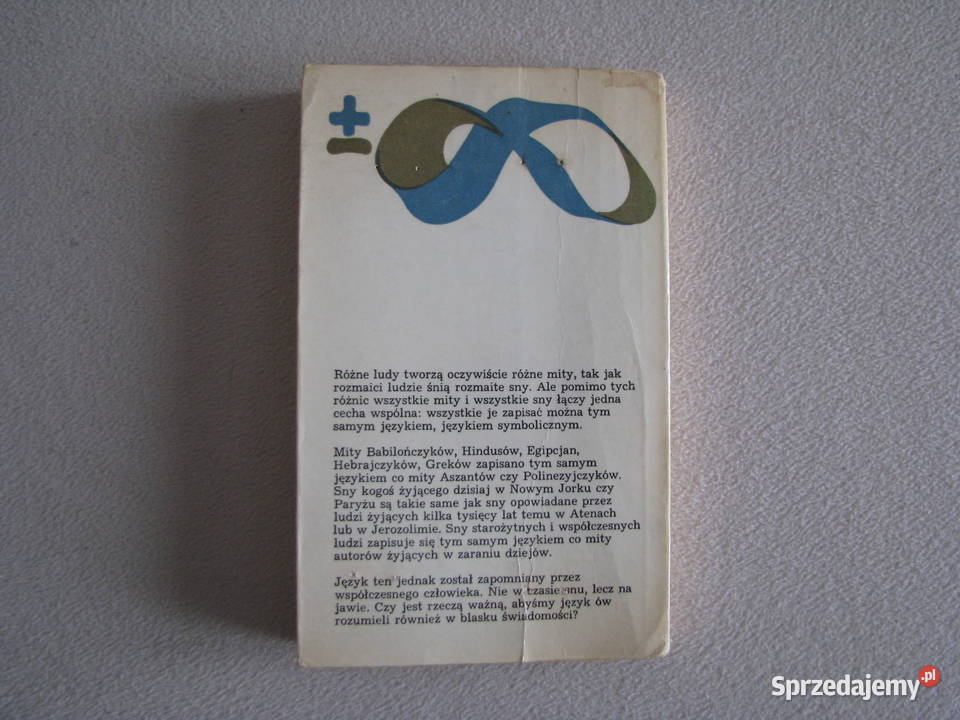 ±
Różne ludy tworzą oczywiście różne mity, tak jak
rozmaici ludzie śnią rozmaite sny. Ale pomimo tych
różnic wszystkie mity i wszystkie sny łączy jedna
cecha wspólna: wszystkie je zapisać można tym
samym językiem, językiem symbolicznym.
Mity Babilończyków, Hindusów, Egipcjan,
Hebrajczyków, Greków zapisano tym samym
językiem co mity Aszantów czy Polinezyjczyków.
Sny kogoś żyjącego dzisiaj w Nowym Jorku czy
Paryżu są takie same jak sny opowiadane przez
ludzi żyjących kilka tysięcy lat temu w Atenach
lub w Jerozolimie. Sny starożytnych i współczesnych
ludzi zapisuje się tym samym językiem co mity
autorów żyjących w zaraniu dziejów.
Język ten jednak został zapomniany przez
współczesnego człowieka. Nie w czasie snu, lecz na
jawie. Czy jest rzeczą ważną, abyśmy język ów
rozumieli również w blasku świadomości?
Sprzedajemy.pl